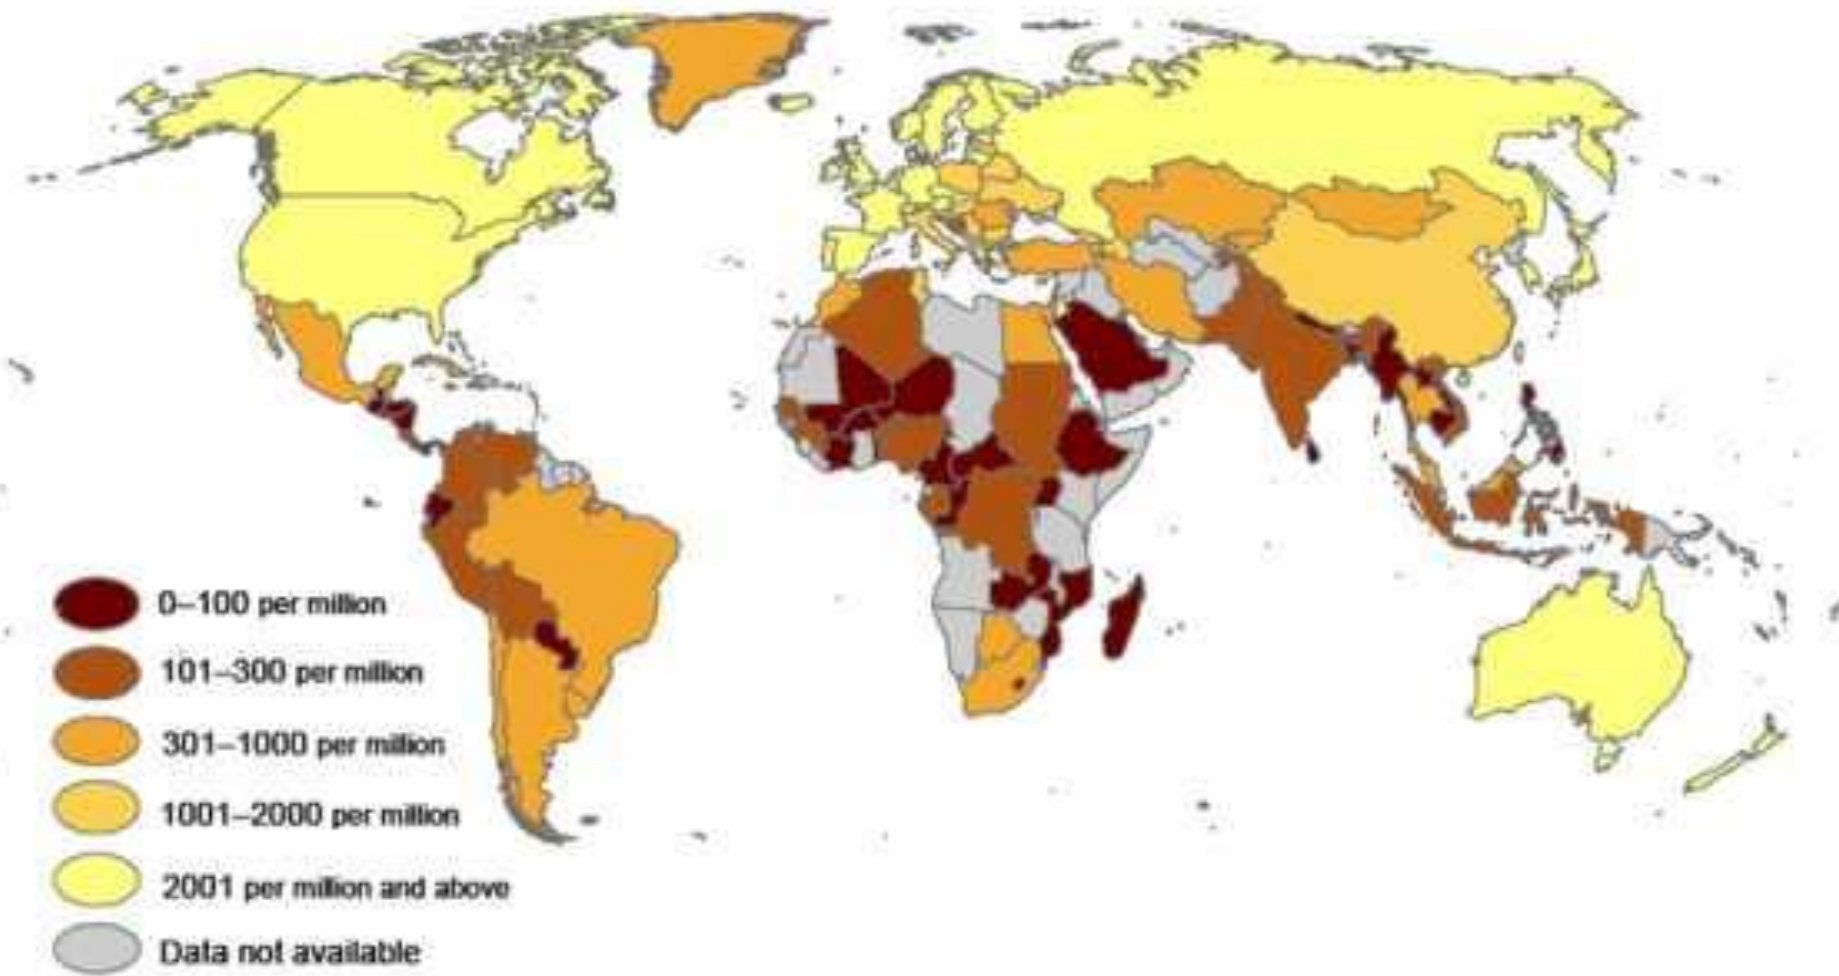 0–100 per million
101–300 per million
301–1000 per million
1001–2000 per million
2001 per million and above
Data not available